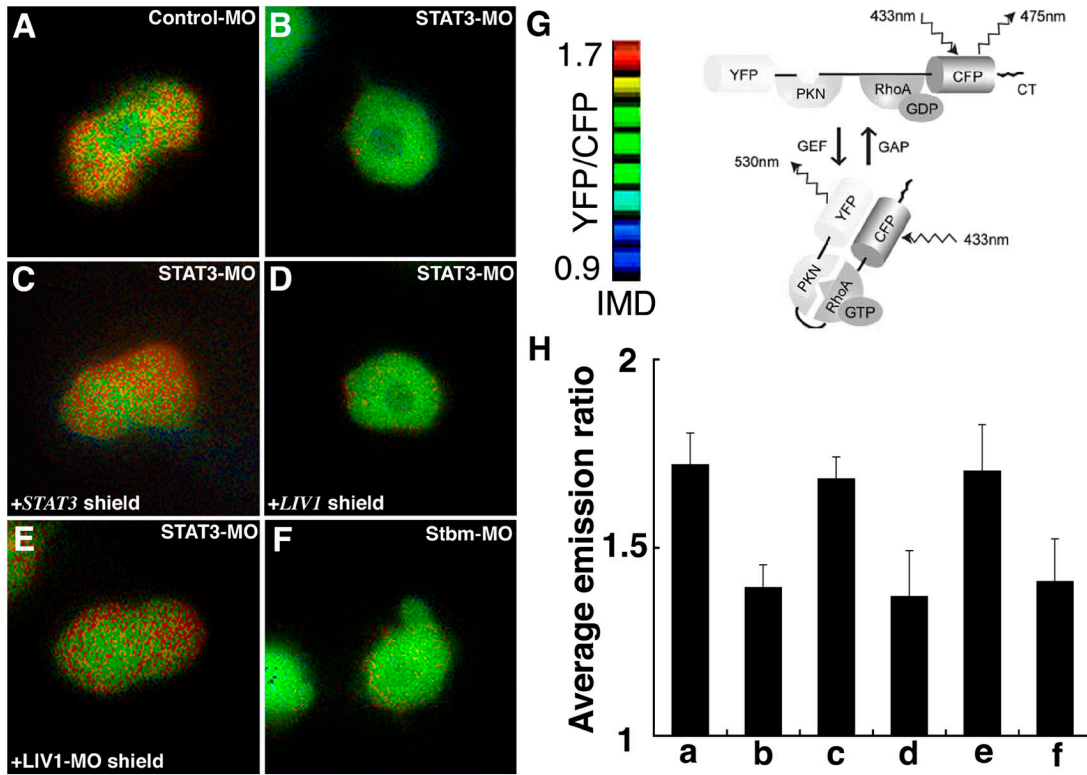 A
Control-MO
B
STAT3-MO
C
STAT3-MO
+STAT3 shield
D
STAT3-MO
+LIV1 shield
E
STAT3-MO
+LIV1-MO shield
F
Stbm-MO
G
1.7
YFP/CFP
0.9
IMD
433nm
475nm
YFP
PKN
RhoA
GDP
CFP
CT
GEF
GAP
530nm
YFP
CFP
433nm
PKN
RhoA
GTP
H
Average emission ratio
2
1.5
1
a b c d e f